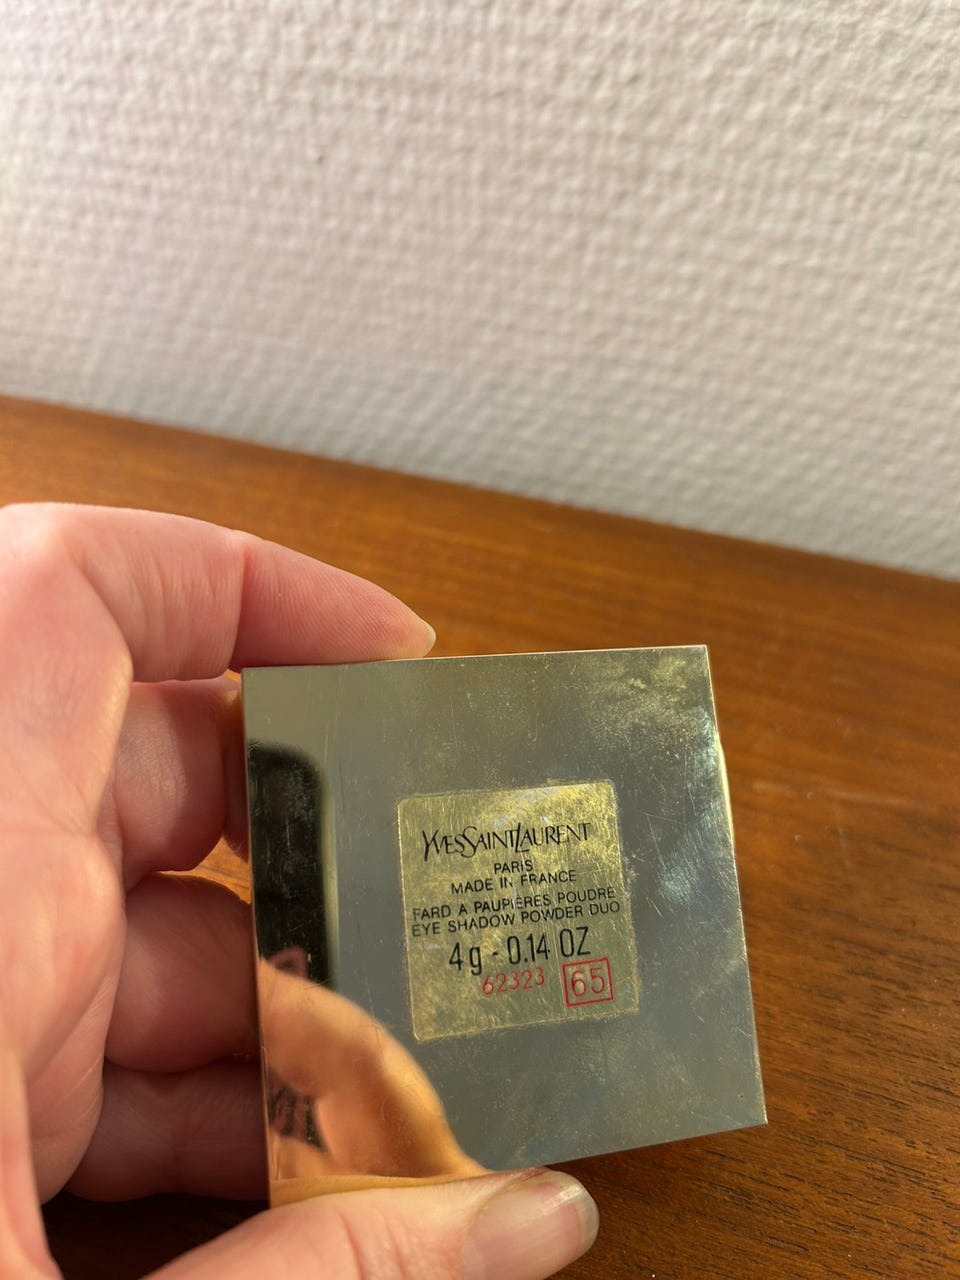 YVESSAINTLAURENT
PARIS
MADE IN FRANCE
FARD A PAUPIÈRES POUDRE
EYE SHADOW POWDER DUO
4g - 0.14 OZ
62323 65